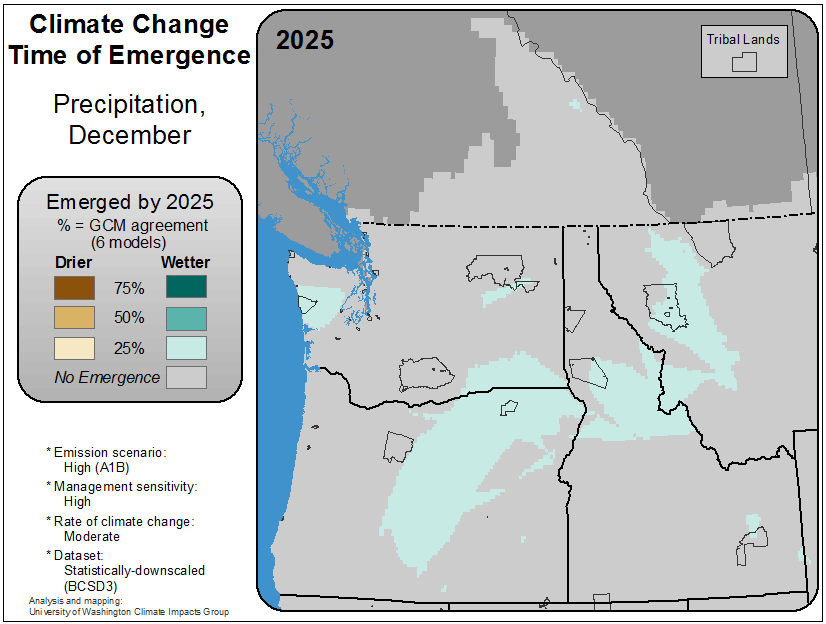 Climate Change
Time of Emergence
Precipitation,
December
Emerged by 2025
% = GCM agreement
(6 models)
Drier
Wetter
75%
50%
25%
No Emergence
* Emission scenario:
High (A1B)
* Management sensitivity:
High
* Rate of climate change:
Moderate
* Dataset:
Statistically-downscaled
(BCSD3)
Analysis and mapping:
University of Washington Climate Impacts Group
2025
Tribal Lands